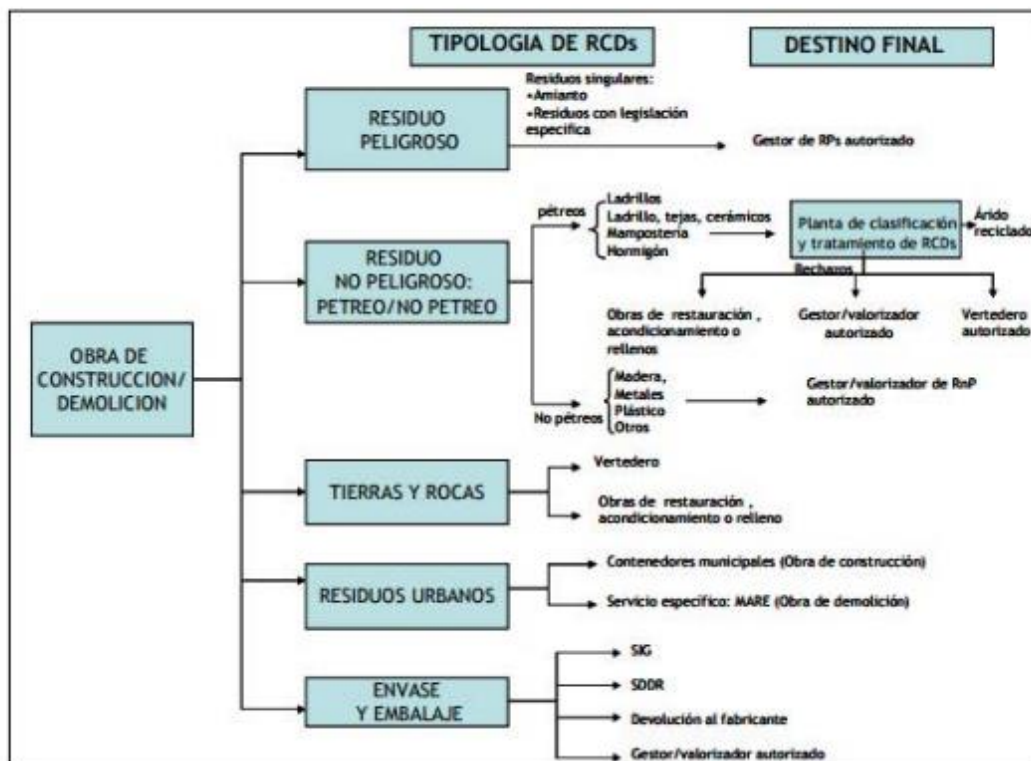 TIPOLOGIA DE RCDs
DESTINO FINAL
Residuos singulares:
•Amianto
•Residuos con legislación
específica
RESIDUO
PELIGROSO
Gestor de RPs autorizado
pétreos
Ladrillos
Ladrillo, tejas, cerámicos
Mampostería
Hormigón
Planta de clasificación
y tratamiento de RCDs
Árido
reciclado
RESIDUO
NO PELIGROSO:
PETREO/NO PETREO
Rechazos
Obras de restauración ,
acondicionamiento o
rellenos
Gestor/valorizador
autorizado
Vertedero
autorizado
OBRA DE
CONSTRUCCION/
DEMOLICION
No pétreos
Madera,
Metales
Plástico
Otros
Gestor/valorizador de RnP
autorizado
TIERRAS Y ROCAS
Vertedero
Obras de restauración ,
acondicionamiento o relleno
RESIDUOS URBANOS
Contenedores municipales (Obra de construcción)
Servicio específico: MARE (Obra de demolición)
ENVASE
Y EMBALAJE
SIG
SDDR
Devolución al fabricante
Gestor/valorizador autorizado